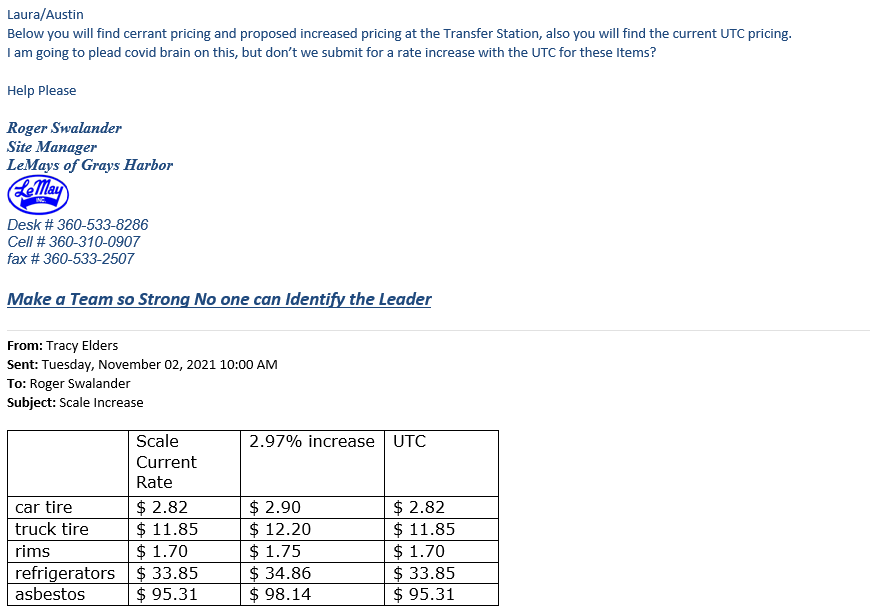 Laura/Austin
Below you will find cerrant pricing and proposed increased pricing at the Transfer Station, also you will find the current UTC pricing.
I am going to plead covid brain on this, but don't we submit for a rate increase with the UTC for these Items?
Help Please
Roger Swalander
Site Manager
LeMays of Grays Harbor
LeMay
INC.
Desk # 360-533-8286
Cell # 360-310-0907
fax # 360-533-2507
Make a Team so Strong No one can Identify the Leader
From: Tracy Elders
Sent: Tuesday, November 02, 2021 10:00 AM
To: Roger Swalander
Subject: Scale Increase
Scale Current Rate 2.97% increase UTC
car tire $ 2.82 $ 2.90 $ 2.82
truck tire $ 11.85 $ 12.20 $ 11.85
rims $ 1.70 $ 1.75 $ 1.70
refrigerators $ 33.85 $ 34.86 $ 33.85
asbestos $ 95.31 $ 98.14 $ 95.31